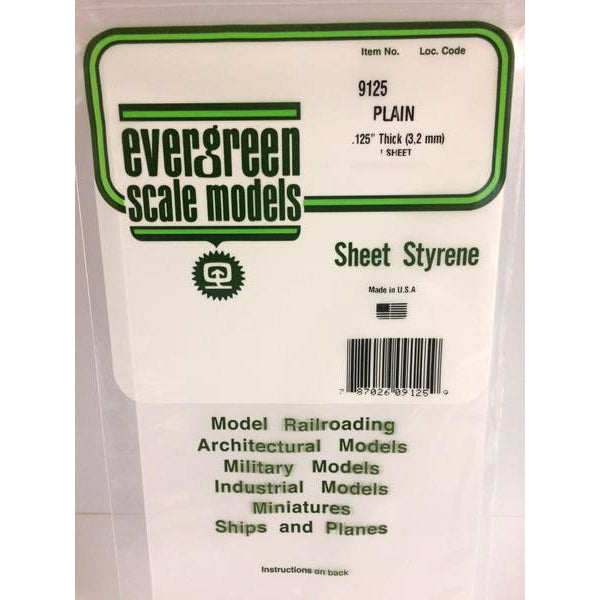 Item No. Loc. Code
9125
PLAIN
.125" Thick (3,2 mm)
1 SHEET
evergreen
scale models
Sheet Styrene
Made in U.S.A
7 87026 09125 9
Model Railroading
Architectural Models
Military Models
Industrial Models
Miniatures
Ships and Planes
Instructions on back